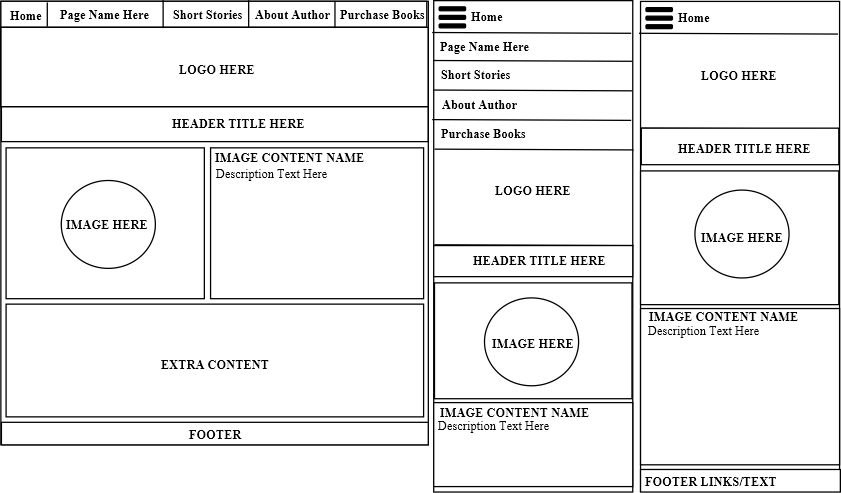 Home Page Name Here Short Stories About Author Purchase Books
LOGO HERE
HEADER TITLE HERE
IMAGE HERE
IMAGE CONTENT NAME
Description Text Here
EXTRA CONTENT
FOOTER
Home
Page Name Here
Short Stories
About Author
Purchase Books
LOGO HERE
HEADER TITLE HERE
IMAGE HERE
IMAGE CONTENT NAME
Description Text Here
Home
LOGO HERE
HEADER TITLE HERE
IMAGE HERE
IMAGE CONTENT NAME
Description Text Here
FOOTER LINKS/TEXT